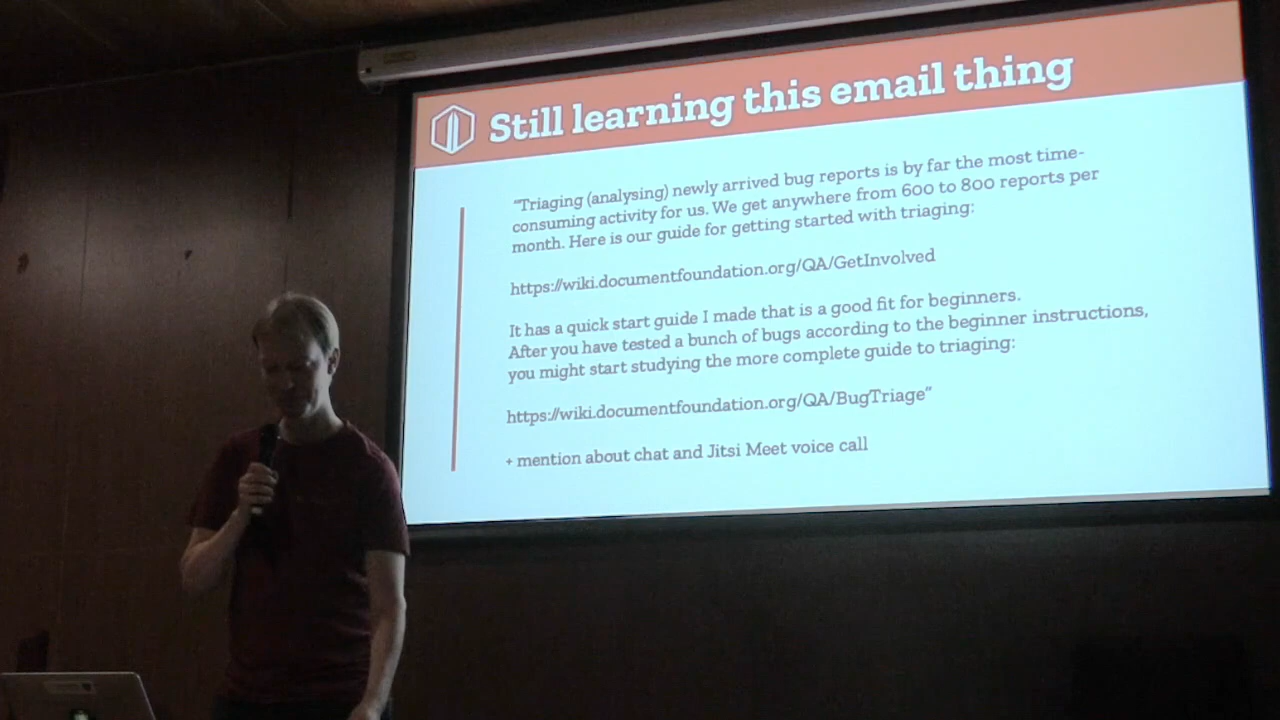 Still learning this email thing
“Triaging (analysing) newly arrived bug reports is by far the most time-
consuming activity for us. We get anywhere from 600 to 800 reports per
month. Here is our guide for getting started with triaging:
https://wiki.documentfoundation.org/QA/GetInvolved
It has a quick start guide I made that is a good fit for beginners.
After you have tested a bunch of bugs according to the beginner instructions,
you might start studying the more complete guide to triaging:
https://wiki.documentfoundation.org/QA/BugTriage”
+ mention about chat and Jitsi Meet voice call